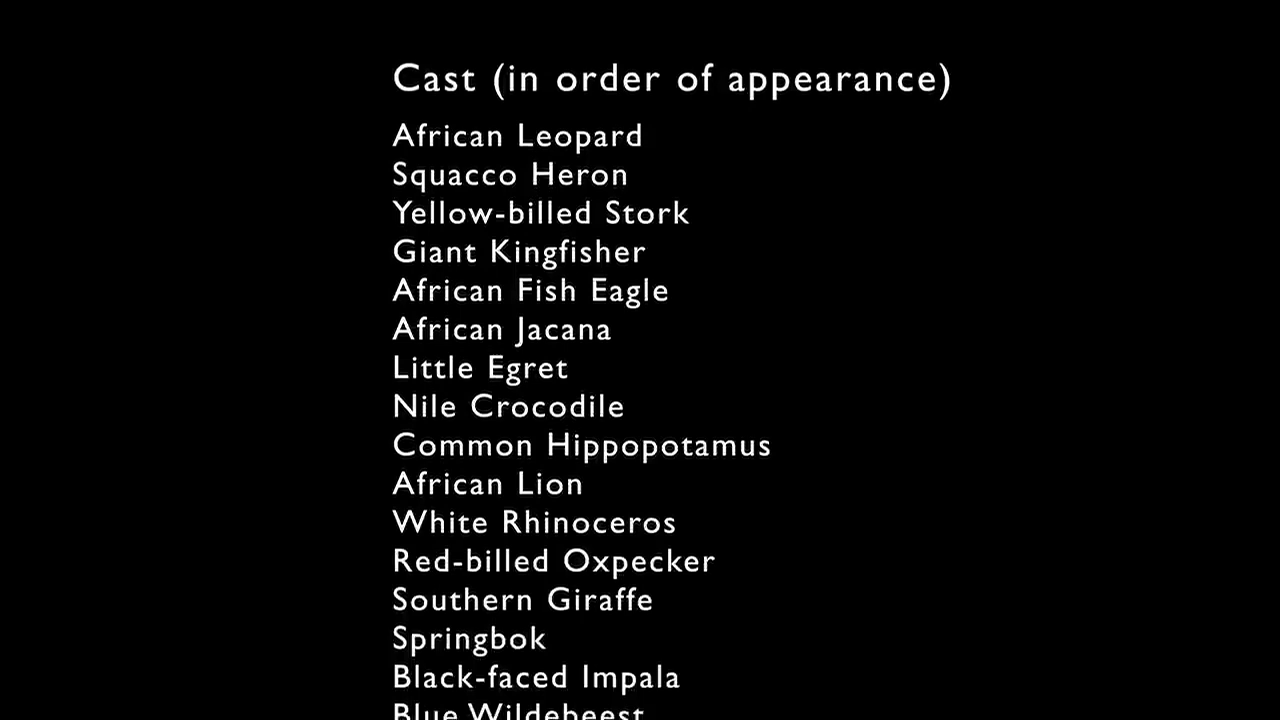 Cast (in order of appearance)
African Leopard
Squacco Heron
Yellow-billed Stork
Giant Kingfisher
African Fish Eagle
African Jacana
Little Egret
Nile Crocodile
Common Hippopotamus
African Lion
White Rhinoceros
Red-billed Oxpecker
Southern Giraffe
Springbok
Black-faced Impala
Blue Wildebeest